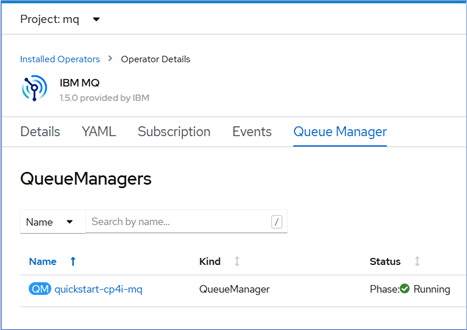 Project: mq
Installed Operators > Operator Details
IBM MQ
1.5.0 provided by IBM
Details YAML Subscription Events Queue Manager
QueueManagers
Name Search by name... /
Name Kind Status
QM quickstart-cp4i-mq QueueManager Phase: Running